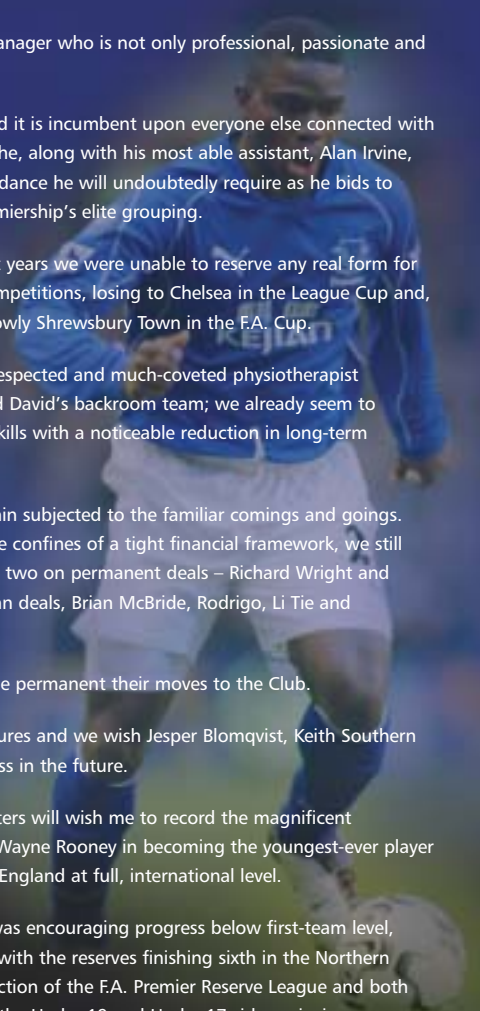 anager who is not only professional, passionate and
d it is incumbent upon everyone else connected with
he, along with his most able assistant, Alan Irvine,
dance he will undoubtedly require as he bids to
miership's elite grouping.
years we were unable to reserve any real form for
mpetitions, losing to Chelsea in the League Cup and,
owly Shrewsbury Town in the F.A. Cup.
espected and much-coveted physiotherapist
d David's backroom team; we already seem to
kills with a noticeable reduction in long-term
in subjected to the familiar comings and goings.
e confines of a tight financial framework, we still
two on permanent deals – Richard Wright and
an deals, Brian McBride, Rodrigo, Li Tie and
e permanent their moves to the Club.
ures and we wish Jesper Blomqvist, Keith Southern
ss in the future.
ters will wish me to record the magnificent
Wayne Rooney in becoming the youngest-ever player
England at full, international level.
was encouraging progress below first-team level,
with the reserves finishing sixth in the Northern
ction of the F.A. Premier Reserve League and both
KEJIAN